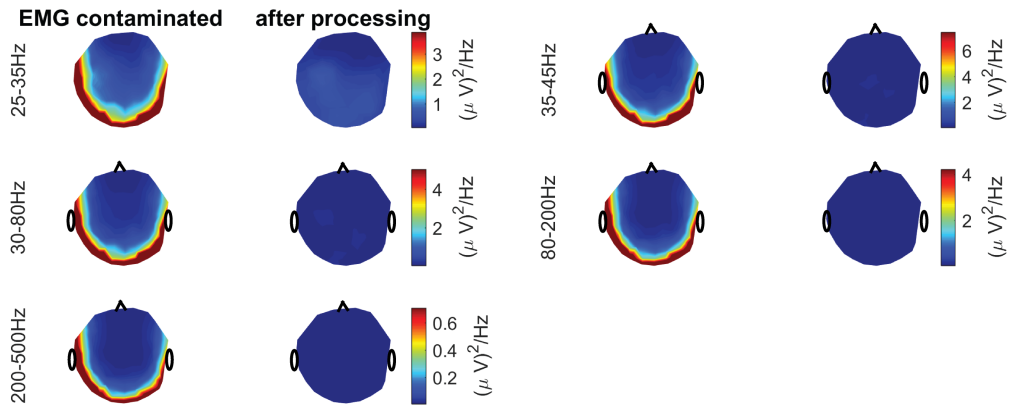 EMG contaminated after processing
25-35Hz
3
2
1
(μ V)²/Hz
35-45Hz
6
4
2
(μ V)²/Hz
30-80Hz
4
2
(μ V)²/Hz
80-200Hz
4
2
(μ V)²/Hz
200-500Hz
0.6
0.4
0.2
(μ V)²/Hz